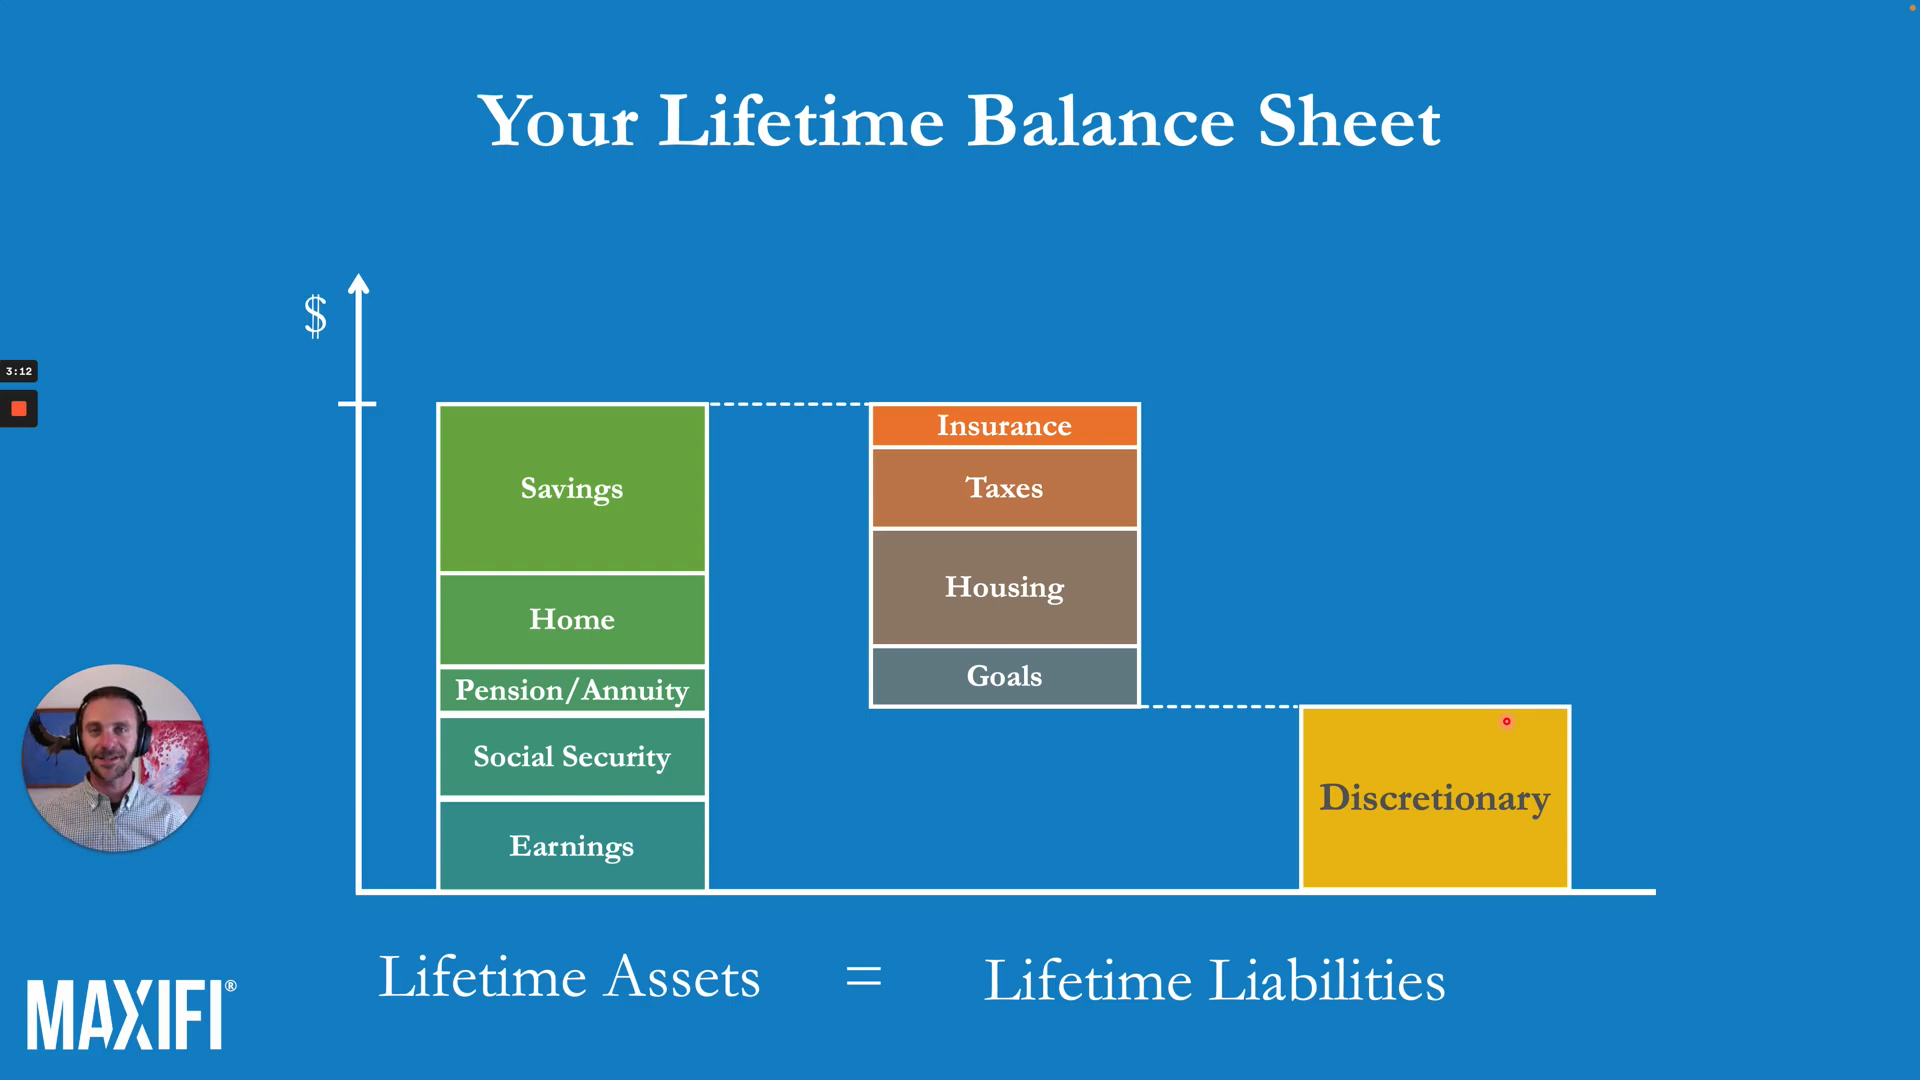 Your Lifetime Balance Sheet
$
3:12
Savings
Home
Pension/Annuity
Social Security
Earnings
Insurance
Taxes
Housing
Goals
Discretionary
Lifetime Assets = Lifetime Liabilities
MAXIFI®